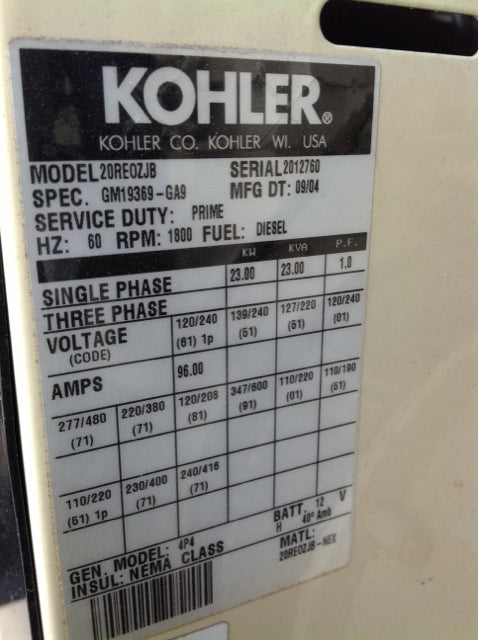 KOHLER®
KOHLER CO. KOHLER WI. USA
MODEL 20REOZJB SERIAL 2012760
SPEC. GM19369-GA9 MFG DT: 09/04
SERVICE DUTY: PRIME
HZ: 60 RPM: 1800 FUEL: DIESEL
KW KVA P.F.
SINGLE PHASE 23.00 23.00 1.0
THREE PHASE
VOLTAGE 120/240 139/240 127/220 120/240
(CODE) (61) 1p (61) (61) (01)
AMPS 96.00
277/480 220/380 120/208 347/600 110/220 110/190
(71) (71) (81) (91) (01) (61)
110/220 230/400 240/416
(61) 1p (71) (71)
BATT. 12 V
GEN. MODEL: 4P4 H 40° Amb
INSUL: NEMA CLASS MATL:
20REOZJB-NEX